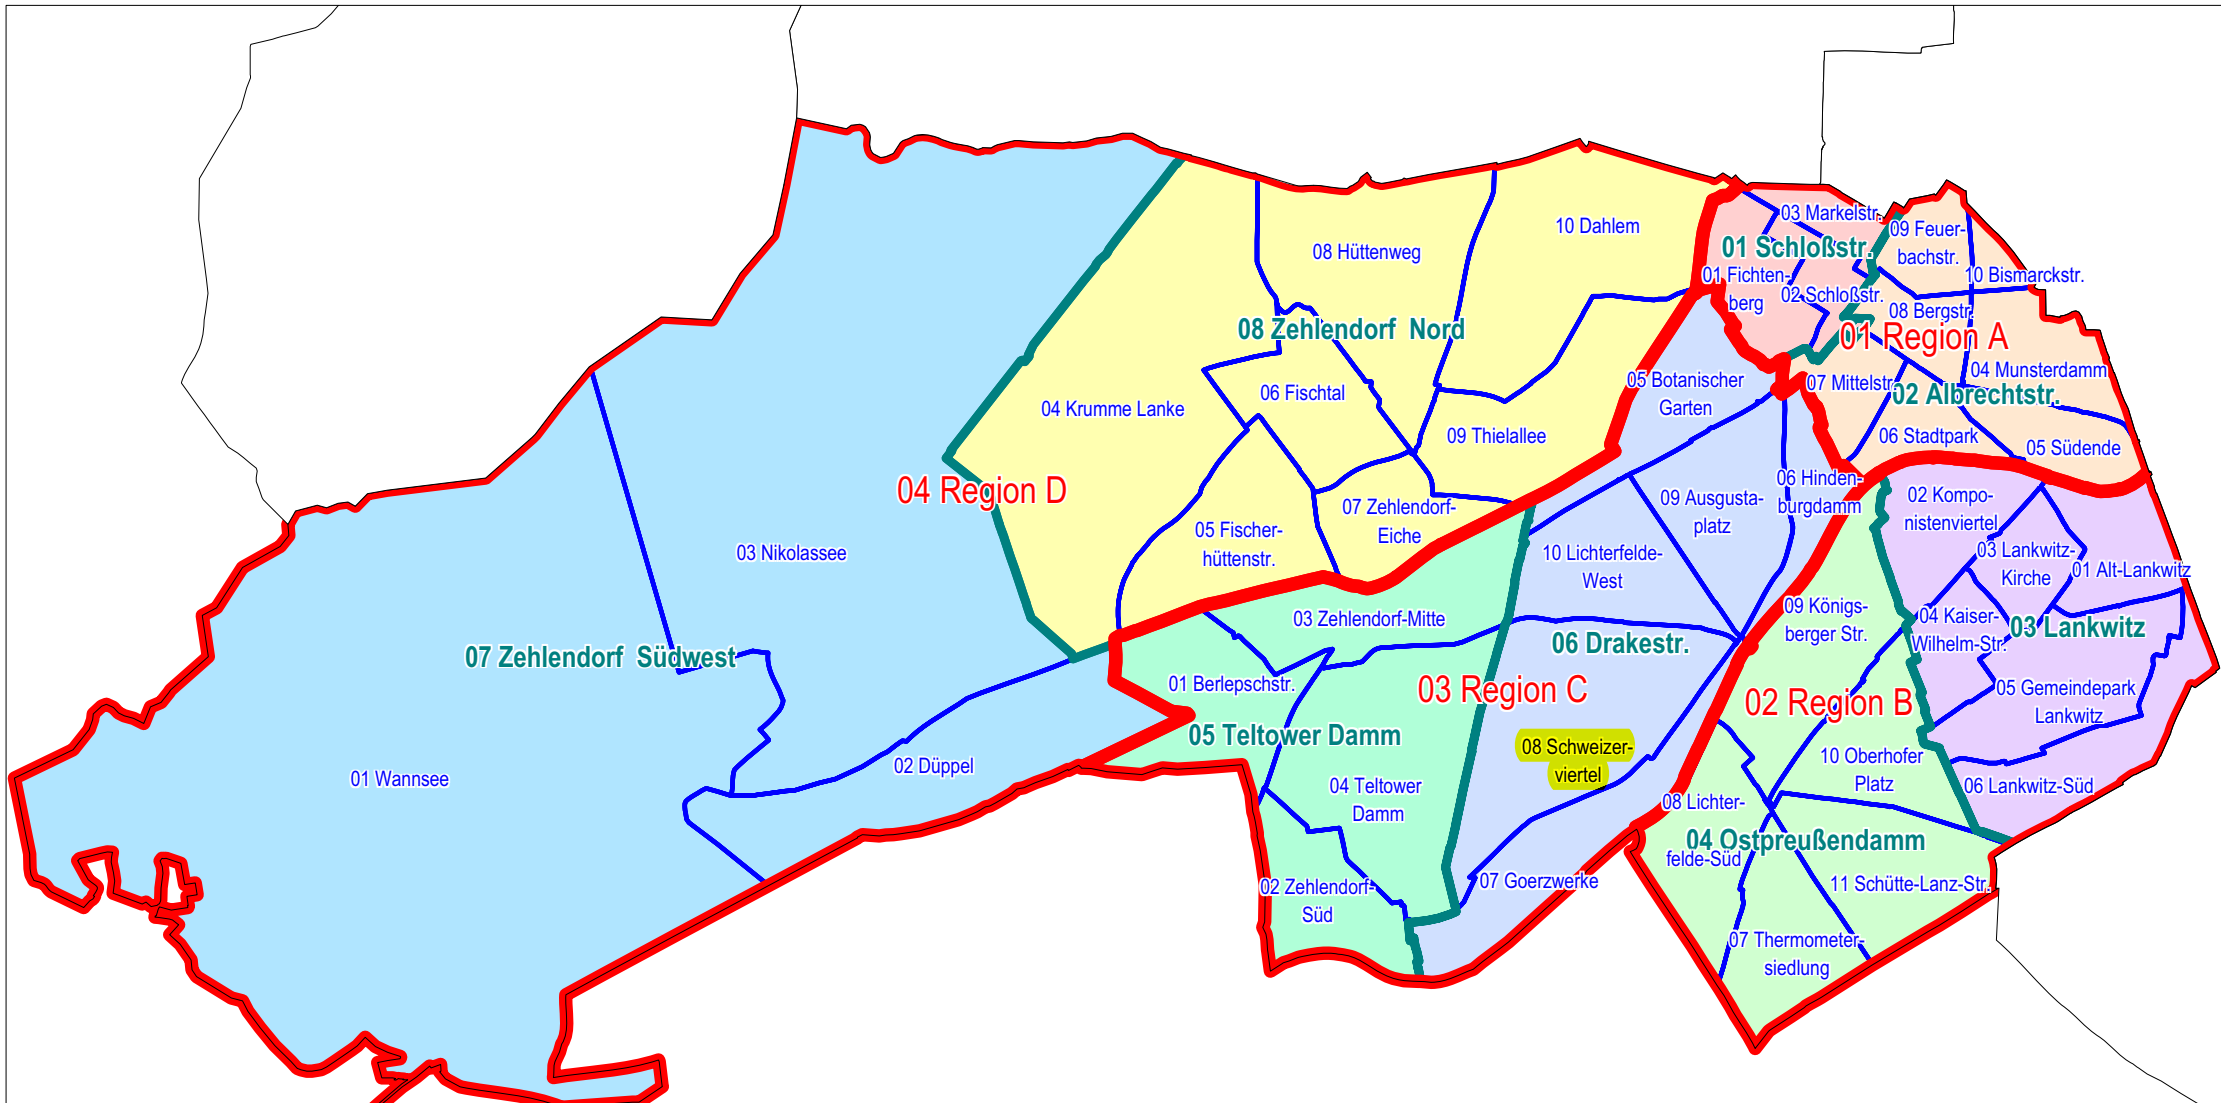 03 Markelstr.
10 Dahlem
09 Feuer-
bachstr.
01 Schloßstr.
08 Hüttenweg
01 Fichten-
berg
10 Bismarckstr.
02 Schloßstr.
08 Bergstr.
08 Zehlendorf Nord
01 Region A
04 Munsterdamm
05 Botanischer
Garten
07 Mittelstr.
02 Albrechtstr.
06 Fischtal
04 Krumme Lanke
09 Thielallee
06 Stadtpark
05 Südende
04 Region D
06 Hinden-
burgdamm
09 Ausgusta-
platz
02 Kompo-
nistenviertel
07 Zehlendorf-
Eiche
05 Fischer-
hüttenstr.
03 Nikolassee
10 Lichterfelde-
West
03 Lankwitz-
Kirche
01 Alt-Lankwitz
09 Königs-
berger Str.
03 Zehlendorf-Mitte
04 Kaiser-
Wilhelm-Str.
03 Lankwitz
06 Drakestr.
07 Zehlendorf Südwest
01 Berlepschstr.
03 Region C
02 Region B
05 Gemeindepark
Lankwitz
05 Teltower Damm
08 Schweizer-
viertel
10 Oberhofer
Platz
02 Düppel
01 Wannsee
04 Teltower
Damm
06 Lankwitz-Süd
08 Lichter-
felde-Süd
04 Ostpreußendamm
02 Zehlendorf-
Süd
07 Goerzwerke
11 Schütte-Lanz-Str.
07 Thermometer-
siedlung